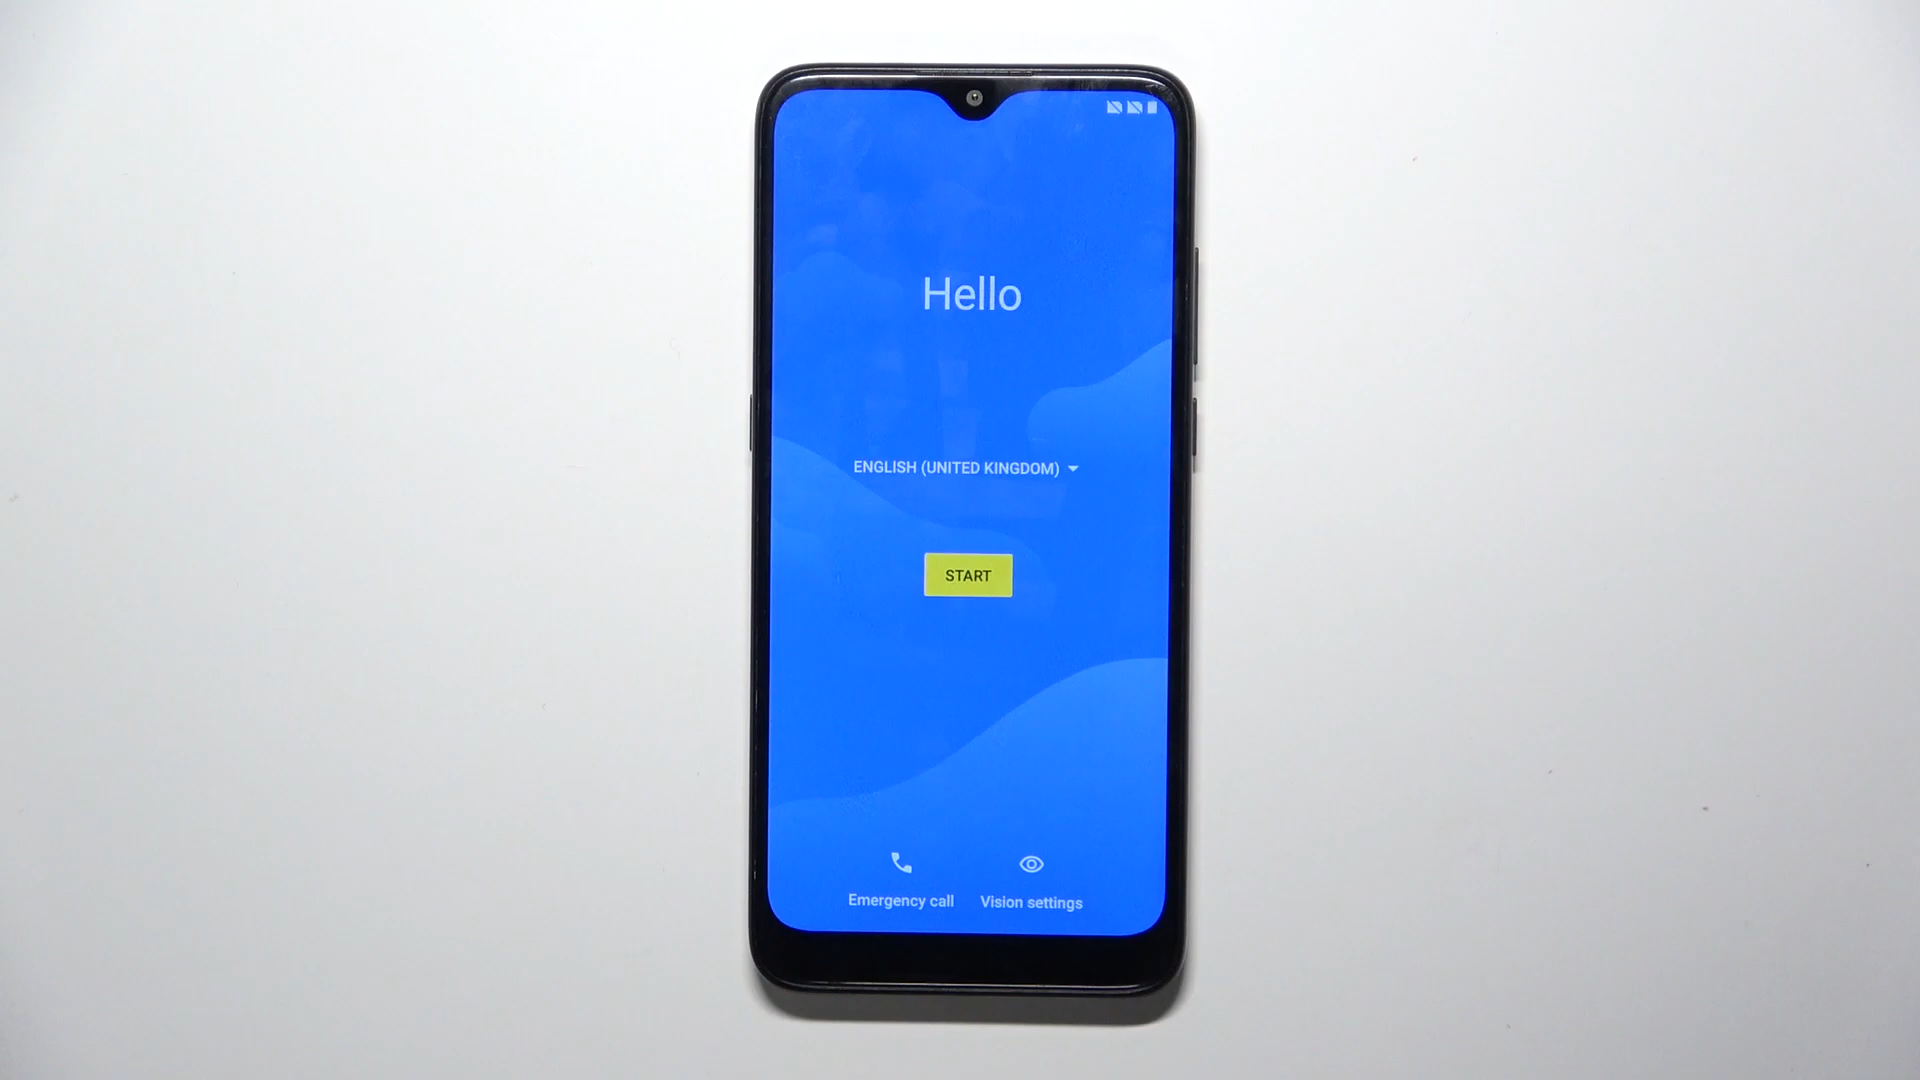 Hello
ENGLISH (UNITED KINGDOM)
START
Emergency call
Vision settings